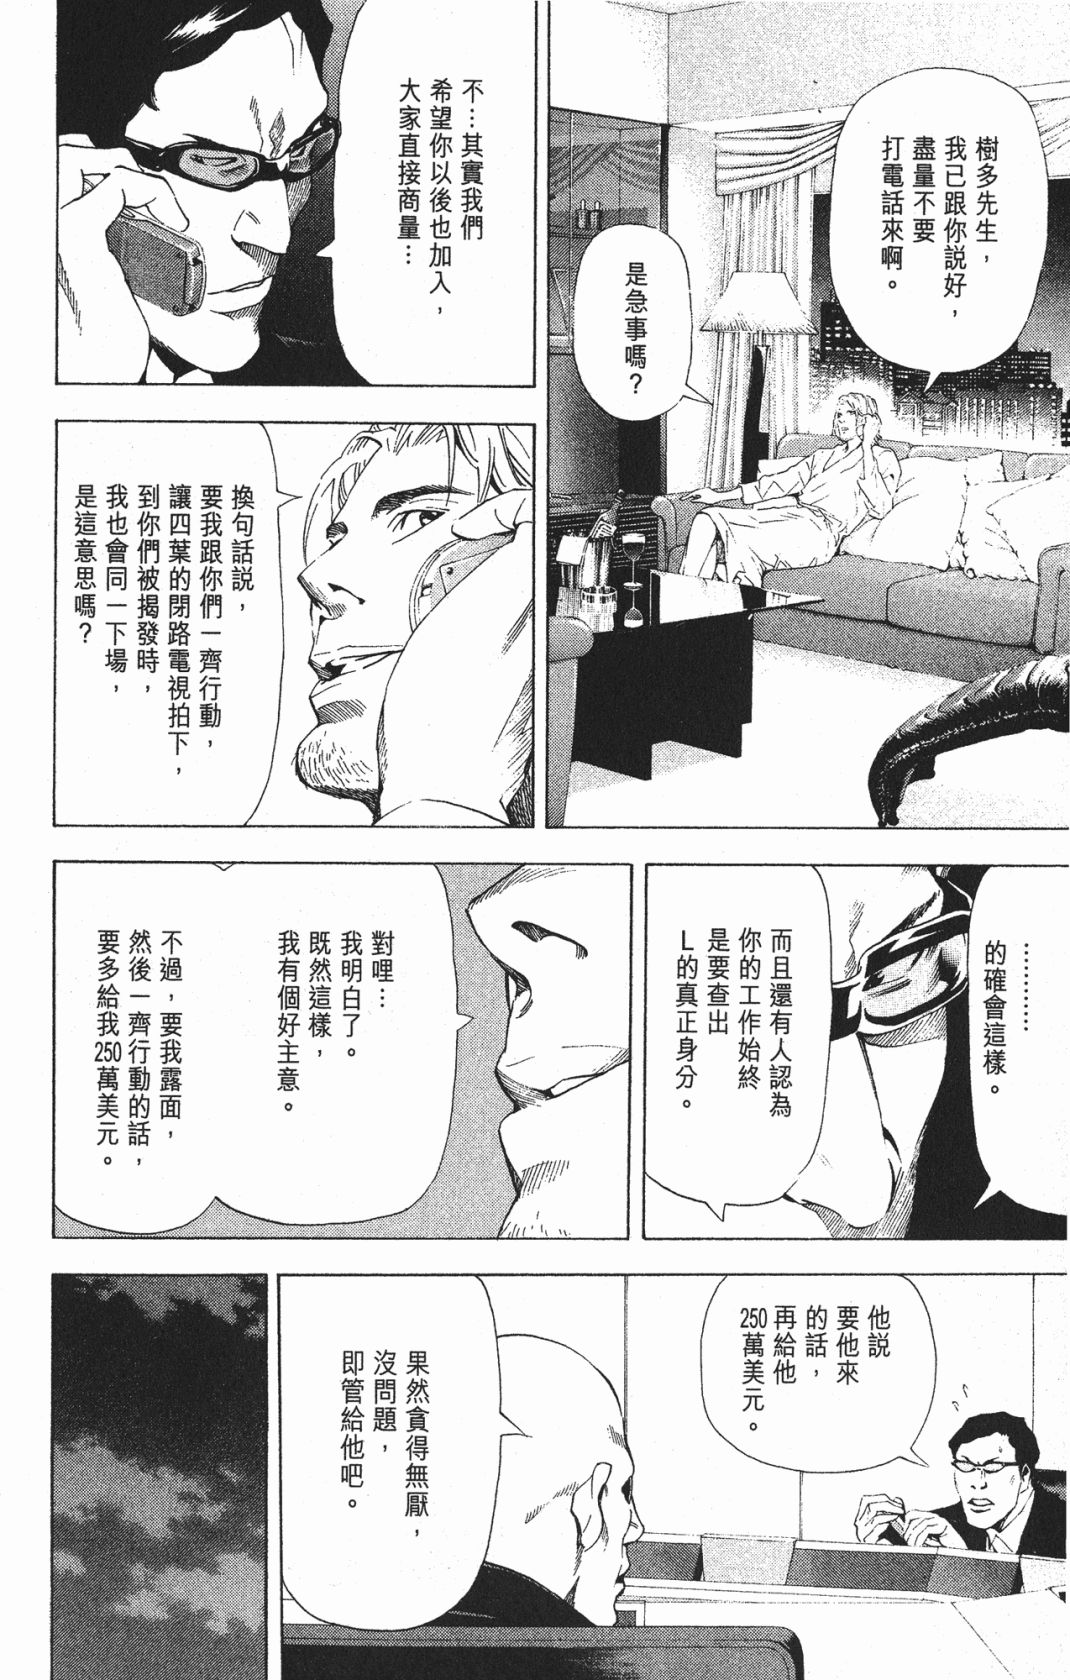 樹多先生，
我已跟你說好，
盡量不要
打電話來啊。
是急事嗎？
不…其實我們
希望你以後也加入，
大家直接商量…
換句話說，
要我跟你們一齊行動，
讓四葉的閉路電視拍下，
到你們被揭發時，
我也會同一下場，
是這意思嗎？
…………
的確會這樣。
而且還有人認為
你的工作始終
是要查出
L的真正身分。
對哩…
我明白了。
既然這樣，
我有個好主意。
不過，要我露面，
然後一齊行動的話，
要多給我250萬美元。
他說
要他來
的話，
再給他
250萬美元。
果然貪得無厭，
沒問題，
即管給他吧。